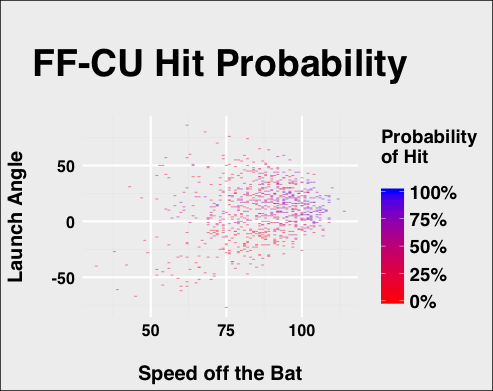 FF-CU Hit Probability
Launch Angle
50
0
-50
50 75 100
Speed off the Bat
Probability
of Hit
100%
75%
50%
25%
0%